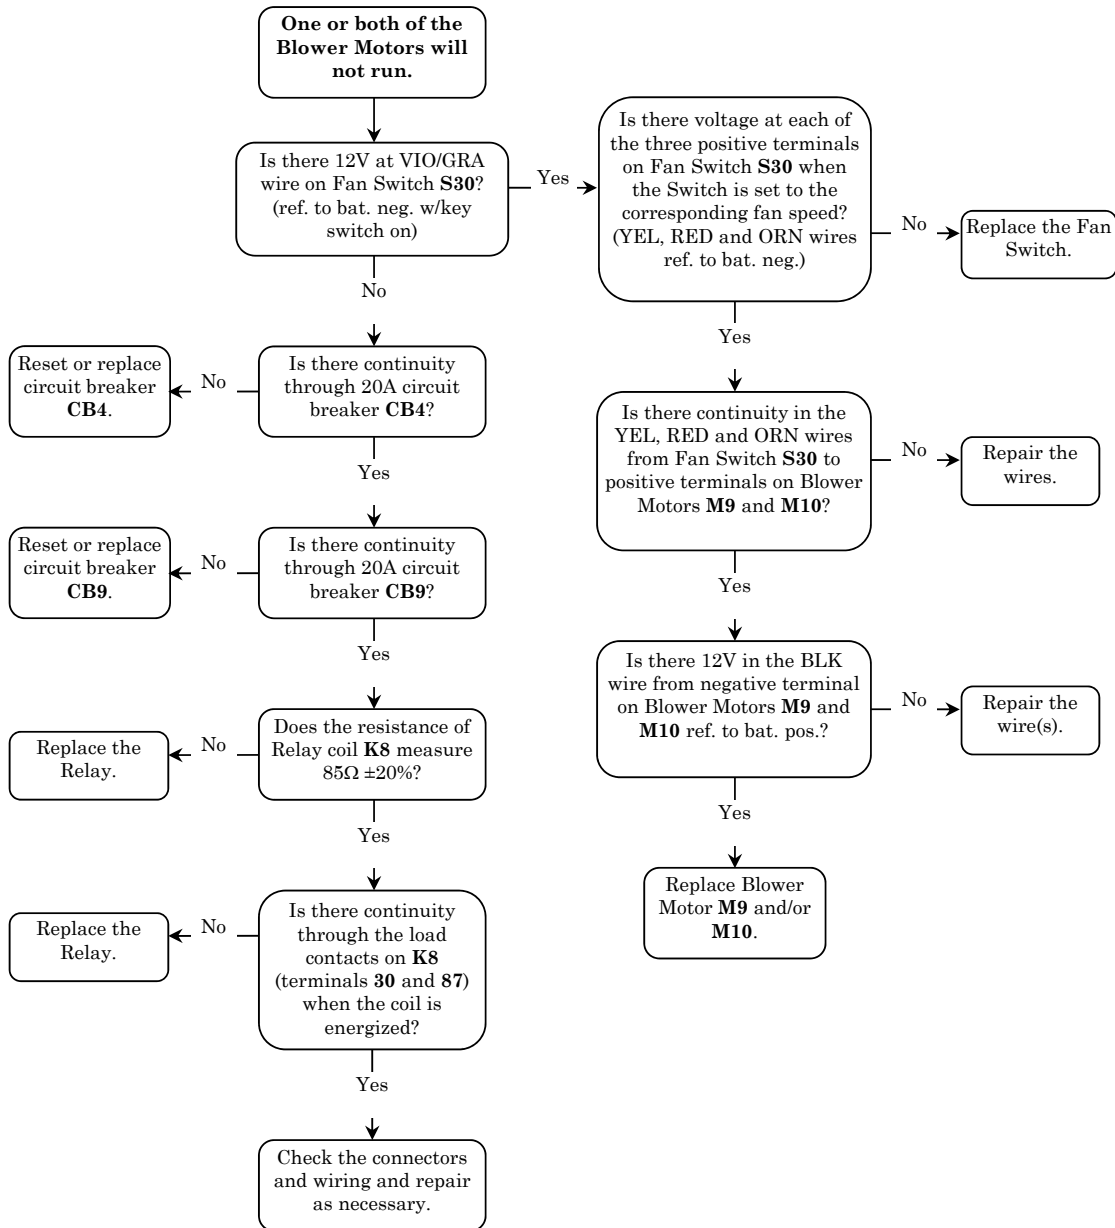 One or both of the
Blower Motors will
not run.
Is there 12V at VIO/GRA
wire on Fan Switch S30?
(ref. to bat. neg. w/key
switch on)
Yes
Is there voltage at each of
the three positive terminals
on Fan Switch S30 when
the Switch is set to the
corresponding fan speed?
(YEL, RED and ORN wires
ref. to bat. neg.)
No
Replace the Fan
Switch.
No
Yes
Reset or replace
circuit breaker
CB4.
No
Is there continuity
through 20A circuit
breaker CB4?
Is there continuity in the
YEL, RED and ORN wires
from Fan Switch S30 to
positive terminals on Blower
Motors M9 and M10?
No
Repair the
wires.
Yes
Reset or replace
circuit breaker
CB9.
No
Is there continuity
through 20A circuit
breaker CB9?
Yes
Yes
Is there 12V in the BLK
wire from negative terminal
on Blower Motors M9 and
M10 ref. to bat. pos.?
No
Repair the
wire(s).
Replace the
Relay.
No
Does the resistance of
Relay coil K8 measure
85Ω ±20%?
Yes
Yes
Replace Blower
Motor M9 and/or
M10.
Replace the
Relay.
No
Is there continuity
through the load
contacts on K8
(terminals 30 and 87)
when the coil is
energized?
Yes
Check the connectors
and wiring and repair
as necessary.